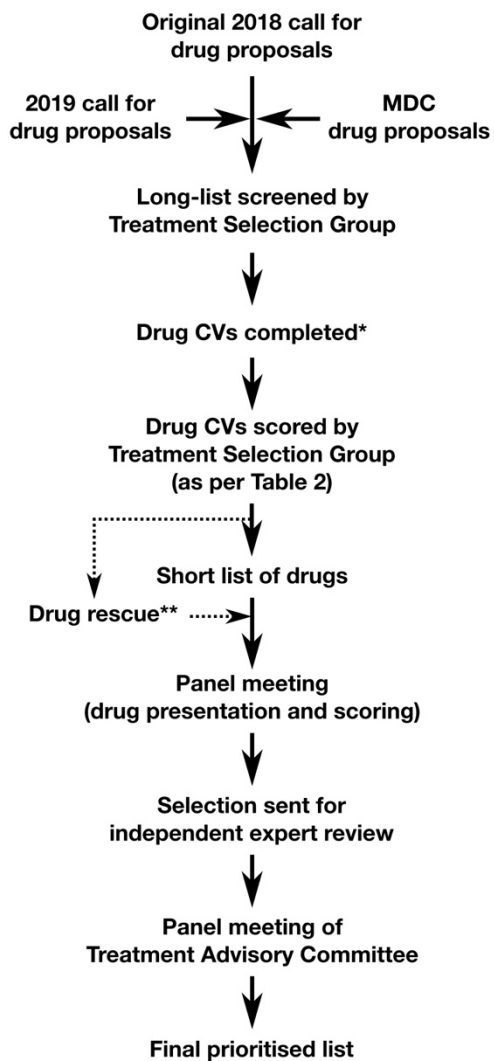 Original 2018 call for
drug proposals
2019 call for
drug proposals
MDC
drug proposals
Long-list screened by
Treatment Selection Group
Drug CVs completed*
Drug CVs scored by
Treatment Selection Group
(as per Table 2)
Short list of drugs
Drug rescue**
Panel meeting
(drug presentation and scoring)
Selection sent for
independent expert review
Panel meeting of
Treatment Advisory Committee
Final prioritised list